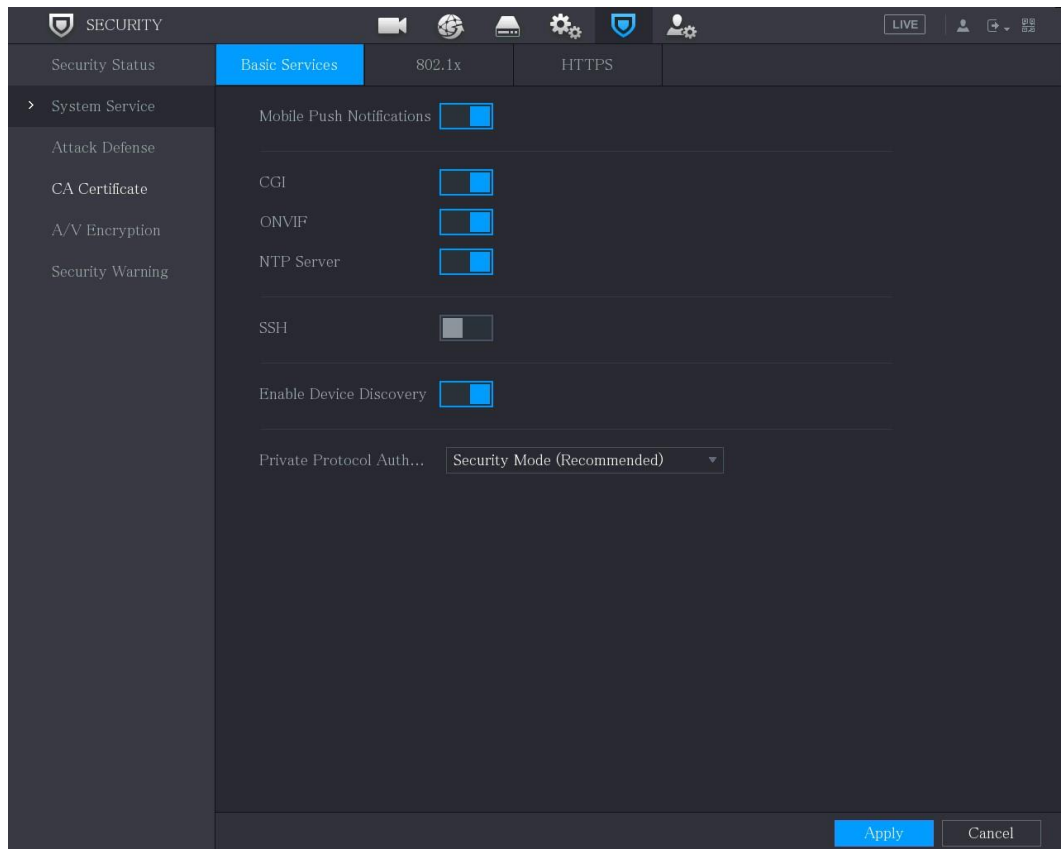 SECURITY
LIVE
Security Status
System Service
Attack Defense
CA Certificate
A/V Encryption
Security Warning
Basic Services 802.1x HTTPS
Mobile Push Notifications
CGI
ONVIF
NTP Server
SSH
Enable Device Discovery
Private Protocol Auth... Security Mode (Recommended)
Apply Cancel